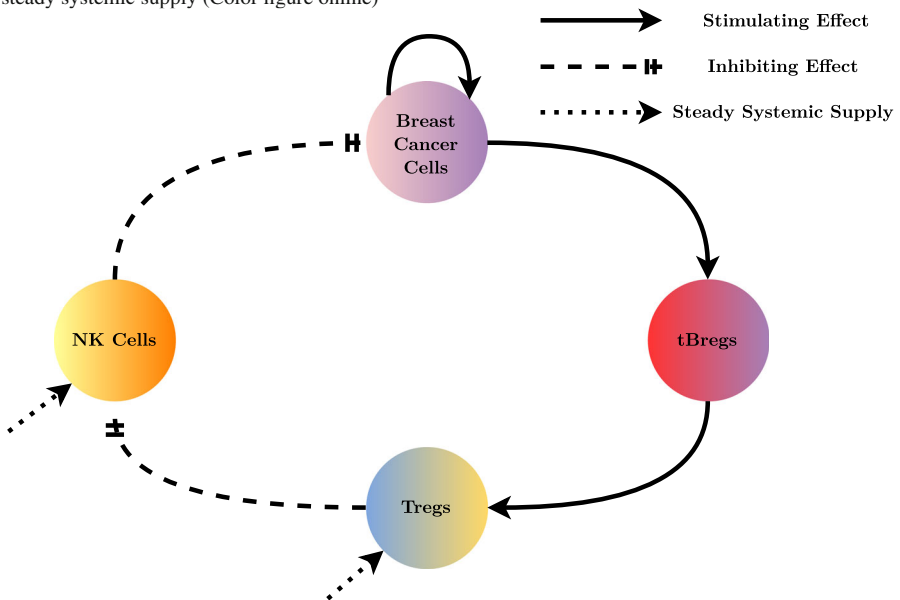 steady systemic supply (Color figure online)
Stimulating Effect
Inhibiting Effect
Steady Systemic Supply
Breast
Cancer
Cells
NK Cells
tBregs
Tregs